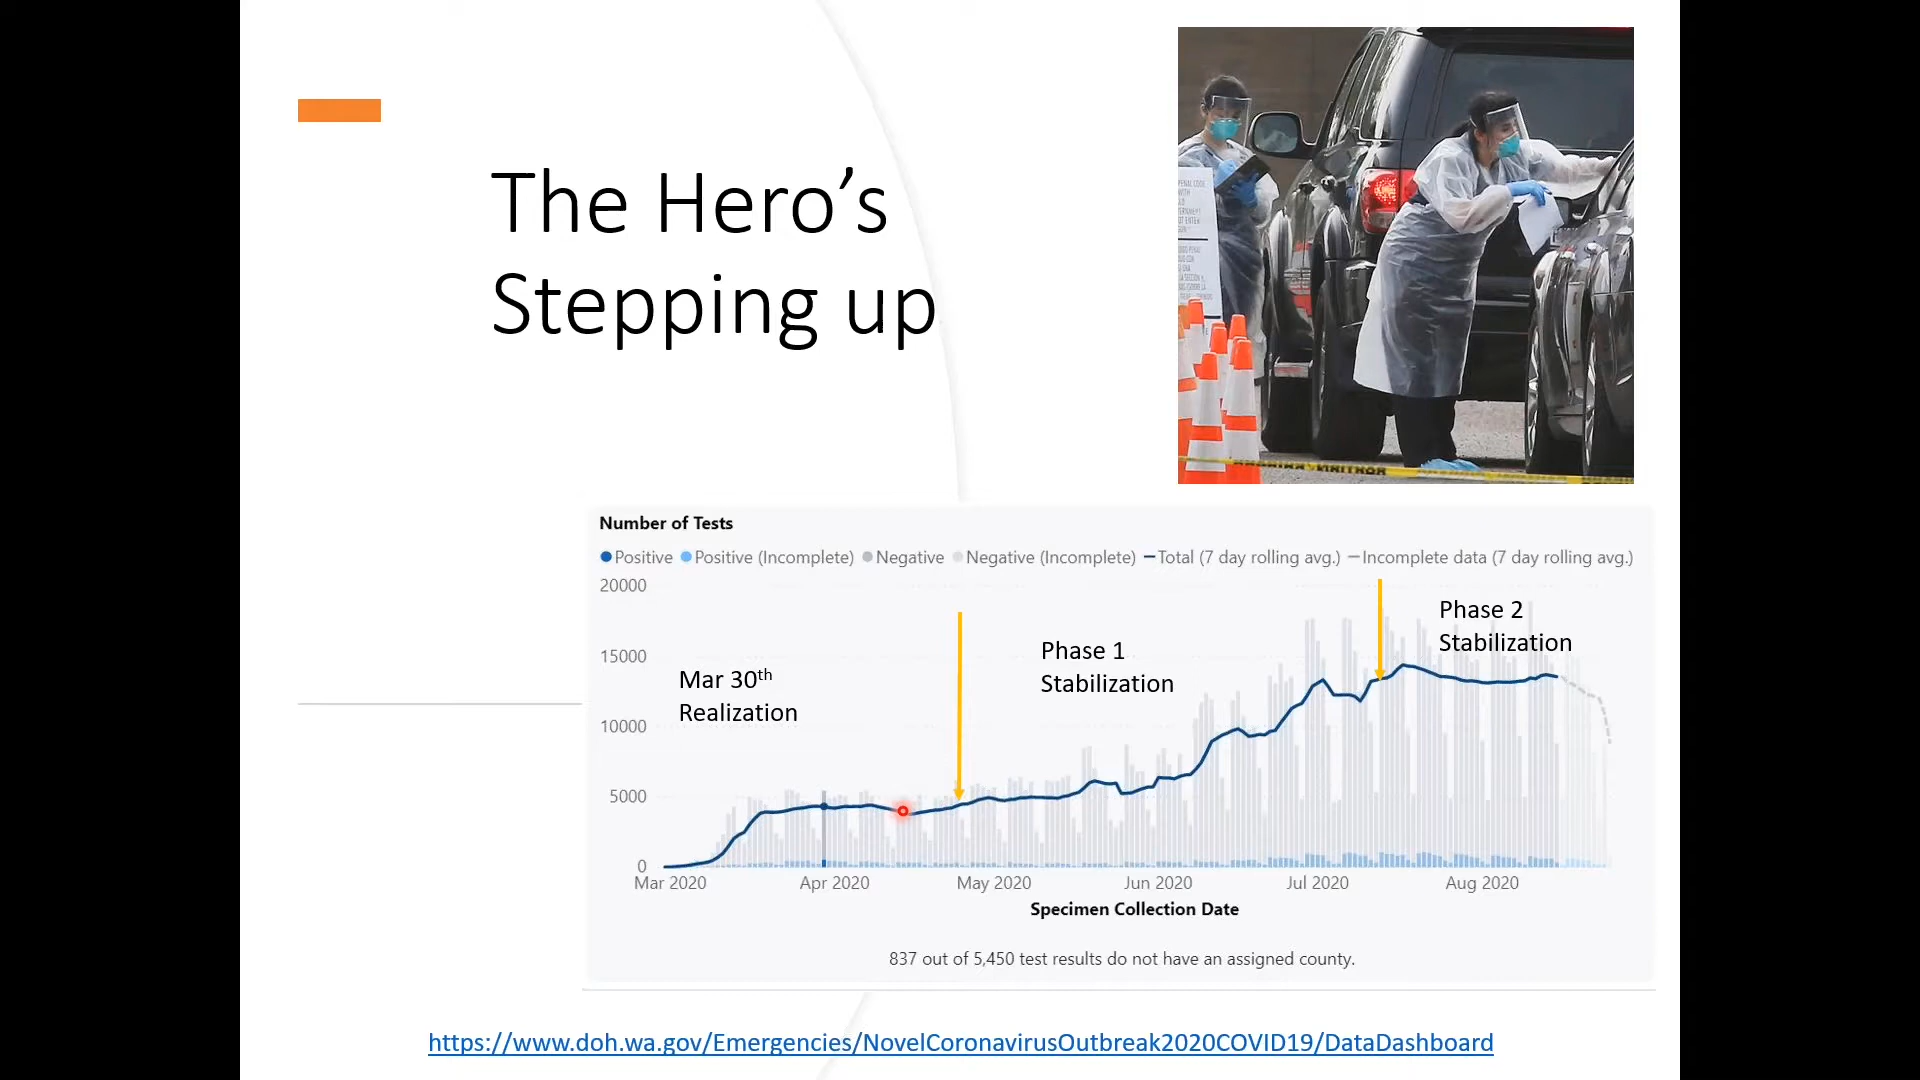 The Hero’s
Stepping up
PENAL CODE
WITH
Number of Tests
Positive Positive (Incomplete) Negative Negative (Incomplete) Total (7 day rolling avg.) Incomplete data (7 day rolling avg.)
20000
15000
10000
5000
0
Mar 30th
Realization
Phase 1
Stabilization
Phase 2
Stabilization
Mar 2020 Apr 2020 May 2020 Jun 2020 Jul 2020 Aug 2020
Specimen Collection Date
837 out of 5,450 test results do not have an assigned county.
https://www.doh.wa.gov/Emergencies/NovelCoronavirusOutbreak2020COVID19/DataDashboard